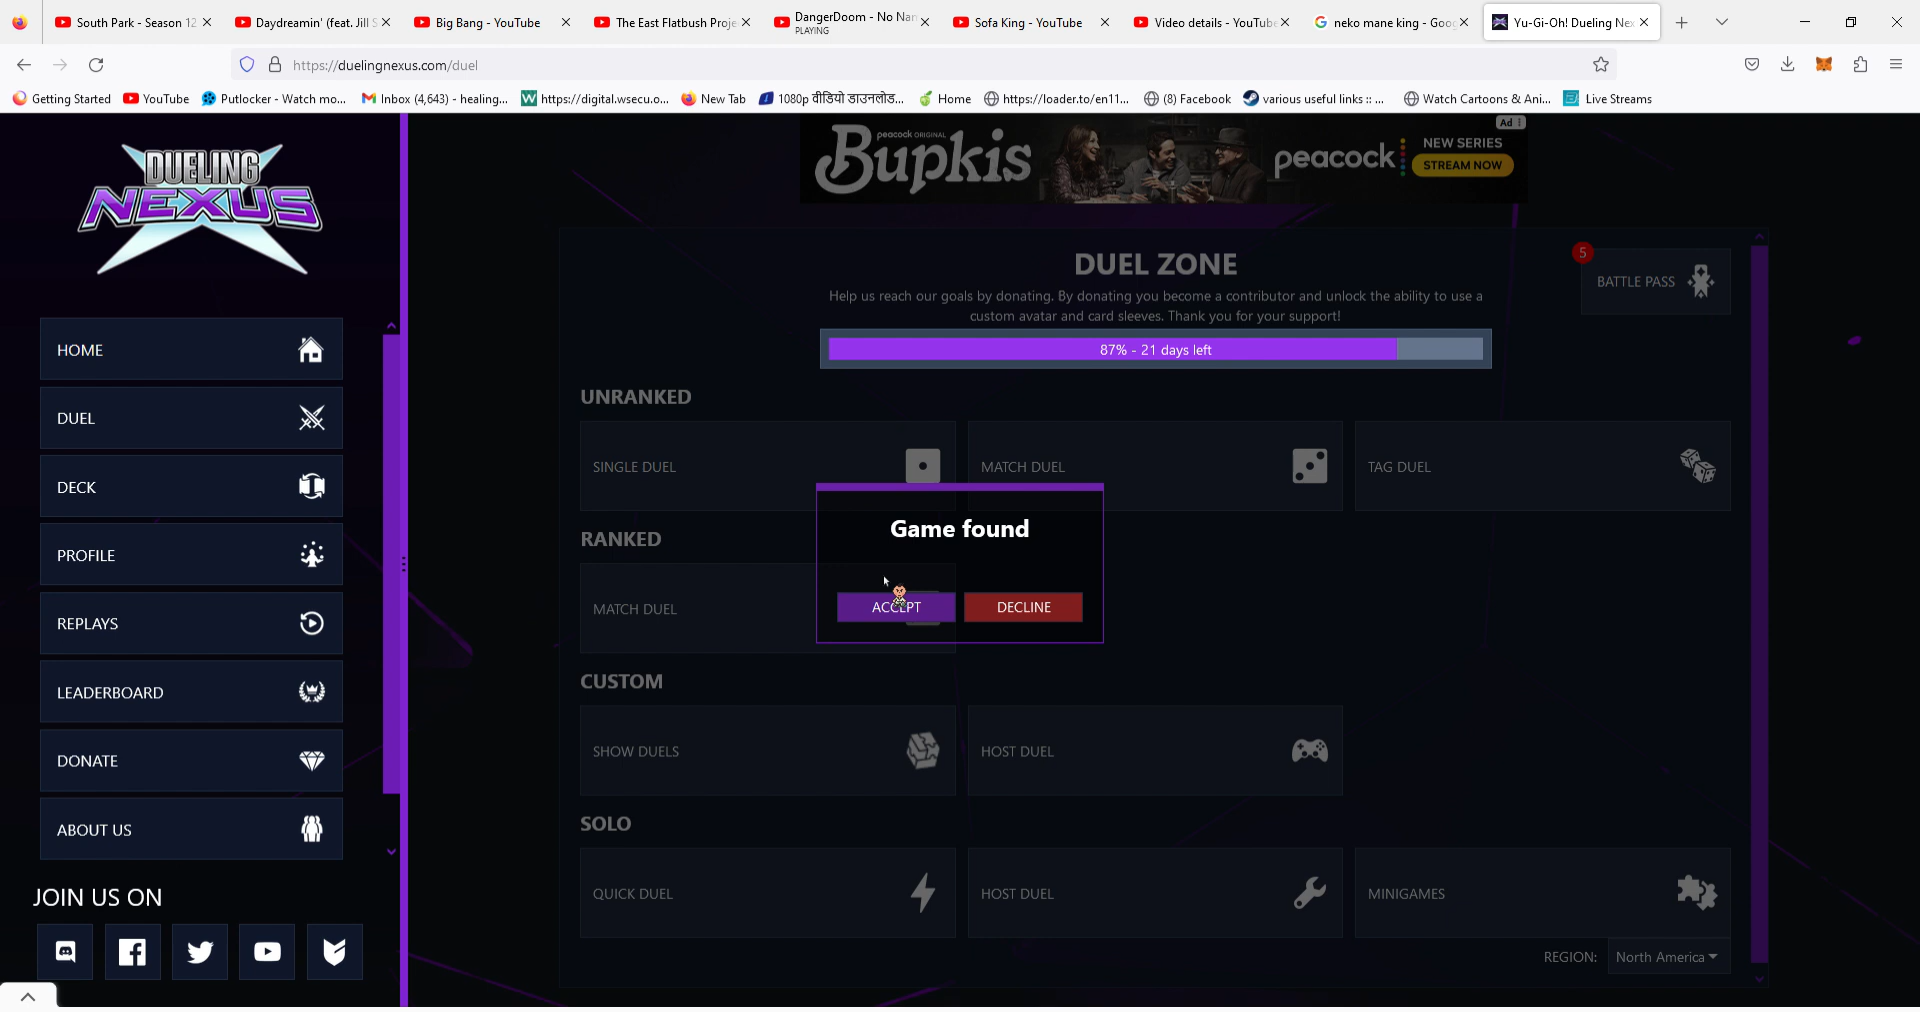 South Park - Season 12
Daydreamin' (feat. Jill S
Big Bang - YouTube
The East Flatbush Proje
DangerDoom - No Nar
PLAYING
Sofa King - YouTube
Video details - YouTube
neko mane king - Goog
Yu-Gi-Oh! Dueling Nex
https://duelingnexus.com/duel
Getting Started
YouTube
Putlocker - Watch mo...
Inbox (4,643) - healing...
https://digital.wsecu.o...
New Tab
1080p वीडियो डाउनलोड...
Home
https://loader.to/en11...
(8) Facebook
various useful links :: ...
Watch Cartoons & Ani...
Live Streams
DUELING
NEXUS
HOME
DUEL
DECK
PROFILE
REPLAYS
LEADERBOARD
DONATE
ABOUT US
JOIN US ON
peacock ORIGINAL
Bupkis
peacock
NEW SERIES
STREAM NOW
Ad
DUEL ZONE
Help us reach our goals by donating. By donating you become a contributor and unlock the ability to use a
custom avatar and card sleeves. Thank you for your support!
87% - 21 days left
5
BATTLE PASS
UNRANKED
SINGLE DUEL
MATCH DUEL
TAG DUEL
RANKED
MATCH DUEL
Game found
ACCEPT
DECLINE
CUSTOM
SHOW DUELS
HOST DUEL
SOLO
QUICK DUEL
HOST DUEL
MINIGAMES
REGION:
North America